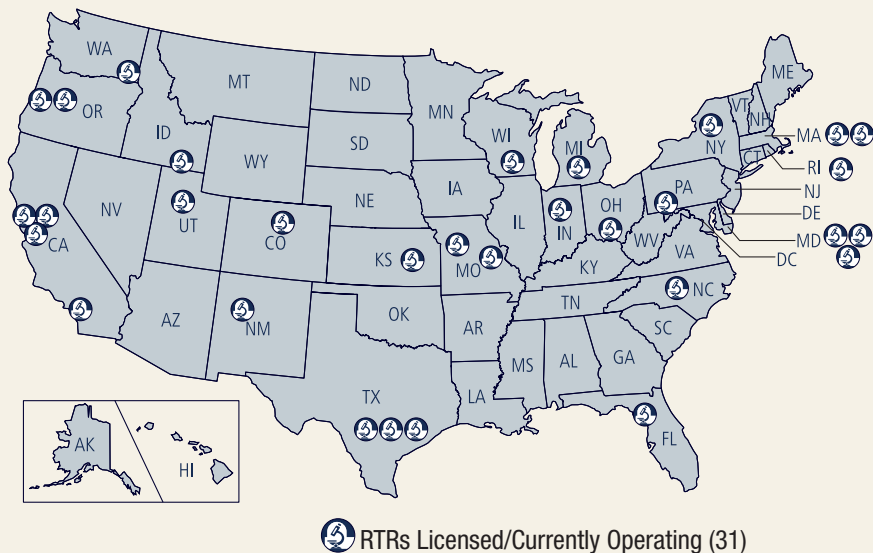 WA
MT
ND
MN
ME
VT
NH
OR
ID
SD
WI
MI
NY
MA
WY
CT
RI
IA
NE
PA
NJ
NV
UT
IL
IN
OH
DE
CA
CO
KS
MO
WV
VA
MD
DC
KY
NC
TN
AZ
NM
OK
AR
SC
MS
AL
GA
TX
LA
FL
AK
HI
RTRs Licensed/Currently Operating (31)